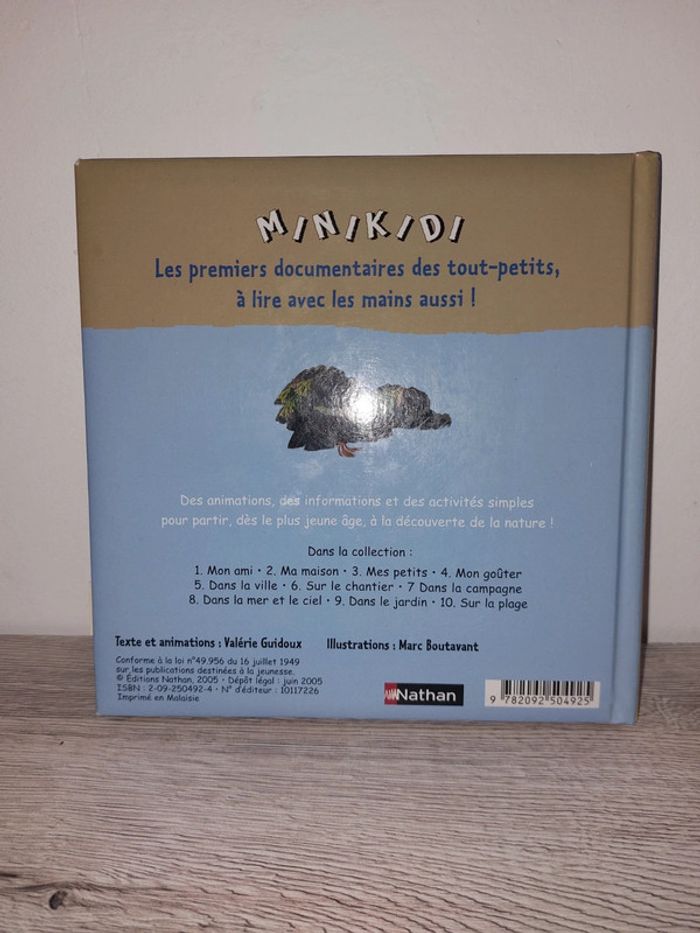 MINIKIDI
Les premiers documentaires des tout-petits,
à lire avec les mains aussi !
Des animations, des informations et des activités simples
pour partir, dès le plus jeune âge, à la découverte de la nature !
Dans la collection :
1. Mon ami • 2. Ma maison • 3. Mes petits • 4. Mon goûter
5. Dans la ville • 6. Sur le chantier • 7 Dans la campagne
8. Dans la mer et le ciel • 9. Dans le jardin • 10. Sur la plage
Texte et animations : Valérie Guidoux Illustrations : Marc Boutavant
Conforme à la loi n°49.956 du 16 juillet 1949
sur les publications destinées à la jeunesse.
© Éditions Nathan, 2005 • Dépôt légal : juin 2005
ISBN : 2-09-250492-4 • N° d'éditeur : 10117226
Imprimé en Malaisie
Nathan
9 782092 504925